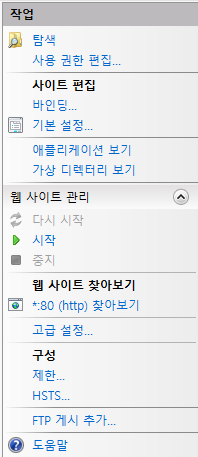 작업
탐색
사용 권한 편집...
사이트 편집
바인딩...
기본 설정...
애플리케이션 보기
가상 디렉터리 보기
웹 사이트 관리
다시 시작
시작
중지
웹 사이트 찾아보기
*:80 (http) 찾아보기
고급 설정...
구성
제한...
HSTS...
FTP 게시 추가...
도움말